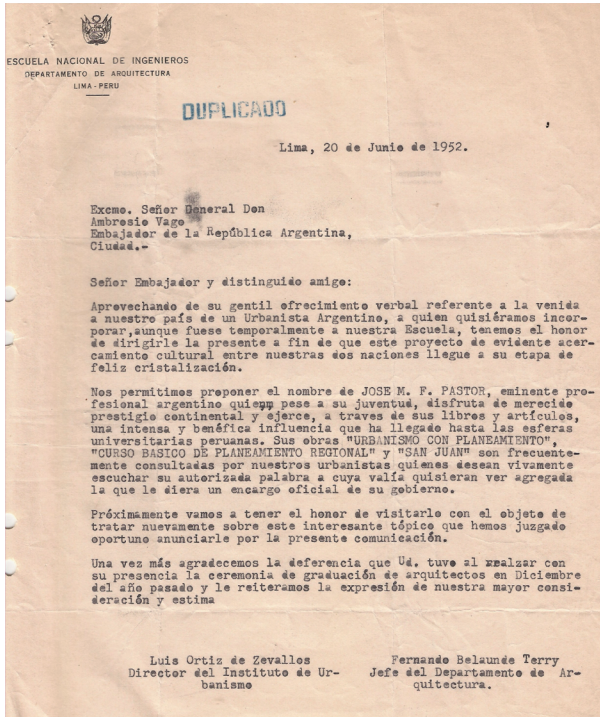 ESCUELA NACIONAL DE INGENIEROS
DEPARTAMENTO DE ARQUITECTURA
LIMA - PERU
DUPLICADO
Lima, 20 de Junio de 1952.
Excmo. Señor General Don
Ambrosio Vago
Embajador de la República Argentina,
Ciudad.-
Señor Embajador y distinguido amigo:
Aprovechando de su gentil ofrecimiento verbal referente a la venida
a nuestro país de un Urbanista Argentino, a quien quisiéramos incor-
porar,aunque fuese temporalmente a nuestra Escuela, tenemos el honor
de dirigirle la presente a fin de que este proyecto de evidente acer-
camiento cultural entre nuestras dos naciones llegue a su etapa de
feliz cristalización.
Nos permitimos proponer el nombre de JOSE M. F. PASTOR, eminente pro-
fesional argentino quien, pese a su juventud, disfruta de merecido
prestigio continental y ejerce, a través de sus libros y artículos,
una intensa y benéfica influencia que ha llegado hasta las esferas
universitarias peruanas. Sus obras "URBANISMO CON PLANEAMIENTO",
"CURSO BASICO DE PLANEAMIENTO REGIONAL" y "SAN JUAN" son frecuente-
mente consultadas por nuestros urbanistas quienes desean vivamente
escuchar su autorizada palabra a cuya valía quisieran ver agregada
la que le diera un encargo oficial de su gobierno.
Próximamente vamos a tener el honor de visitarlo con el objeto de
tratar nuevamente sobre este interesante tópico que hemos juzgado
oportuno anunciarle por la presente comunicación.
Una vez más agradecemos la deferencia que Ud. tuvo al realzar con
su presencia la ceremonia de graduación de arquitectos en Diciembre
del año pasado y le reiteramos la expresión de nuestra mayor consi-
deración y estima
Luis Ortiz de Zevallos
Director del Instituto de Ur-
banismo
Fernando Belaunde Terry
Jefe del Departamento de Ar-
quitectura.